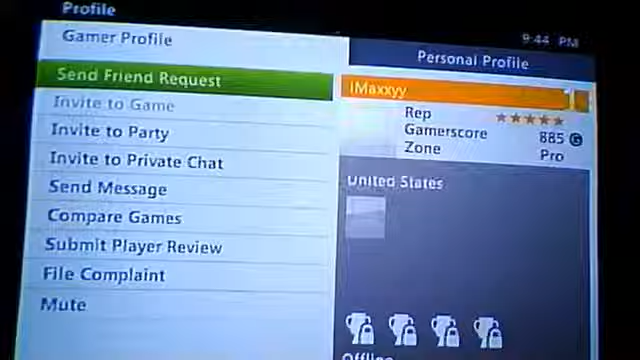 Profile
9:44 PM
Gamer Profile
Send Friend Request
Invite to Game
Invite to Party
Invite to Private Chat
Send Message
Compare Games
Submit Player Review
File Complaint
Mute
Personal Profile
iMaxxyy
Rep
Gamerscore 885 G
Zone Pro
United States
Offline